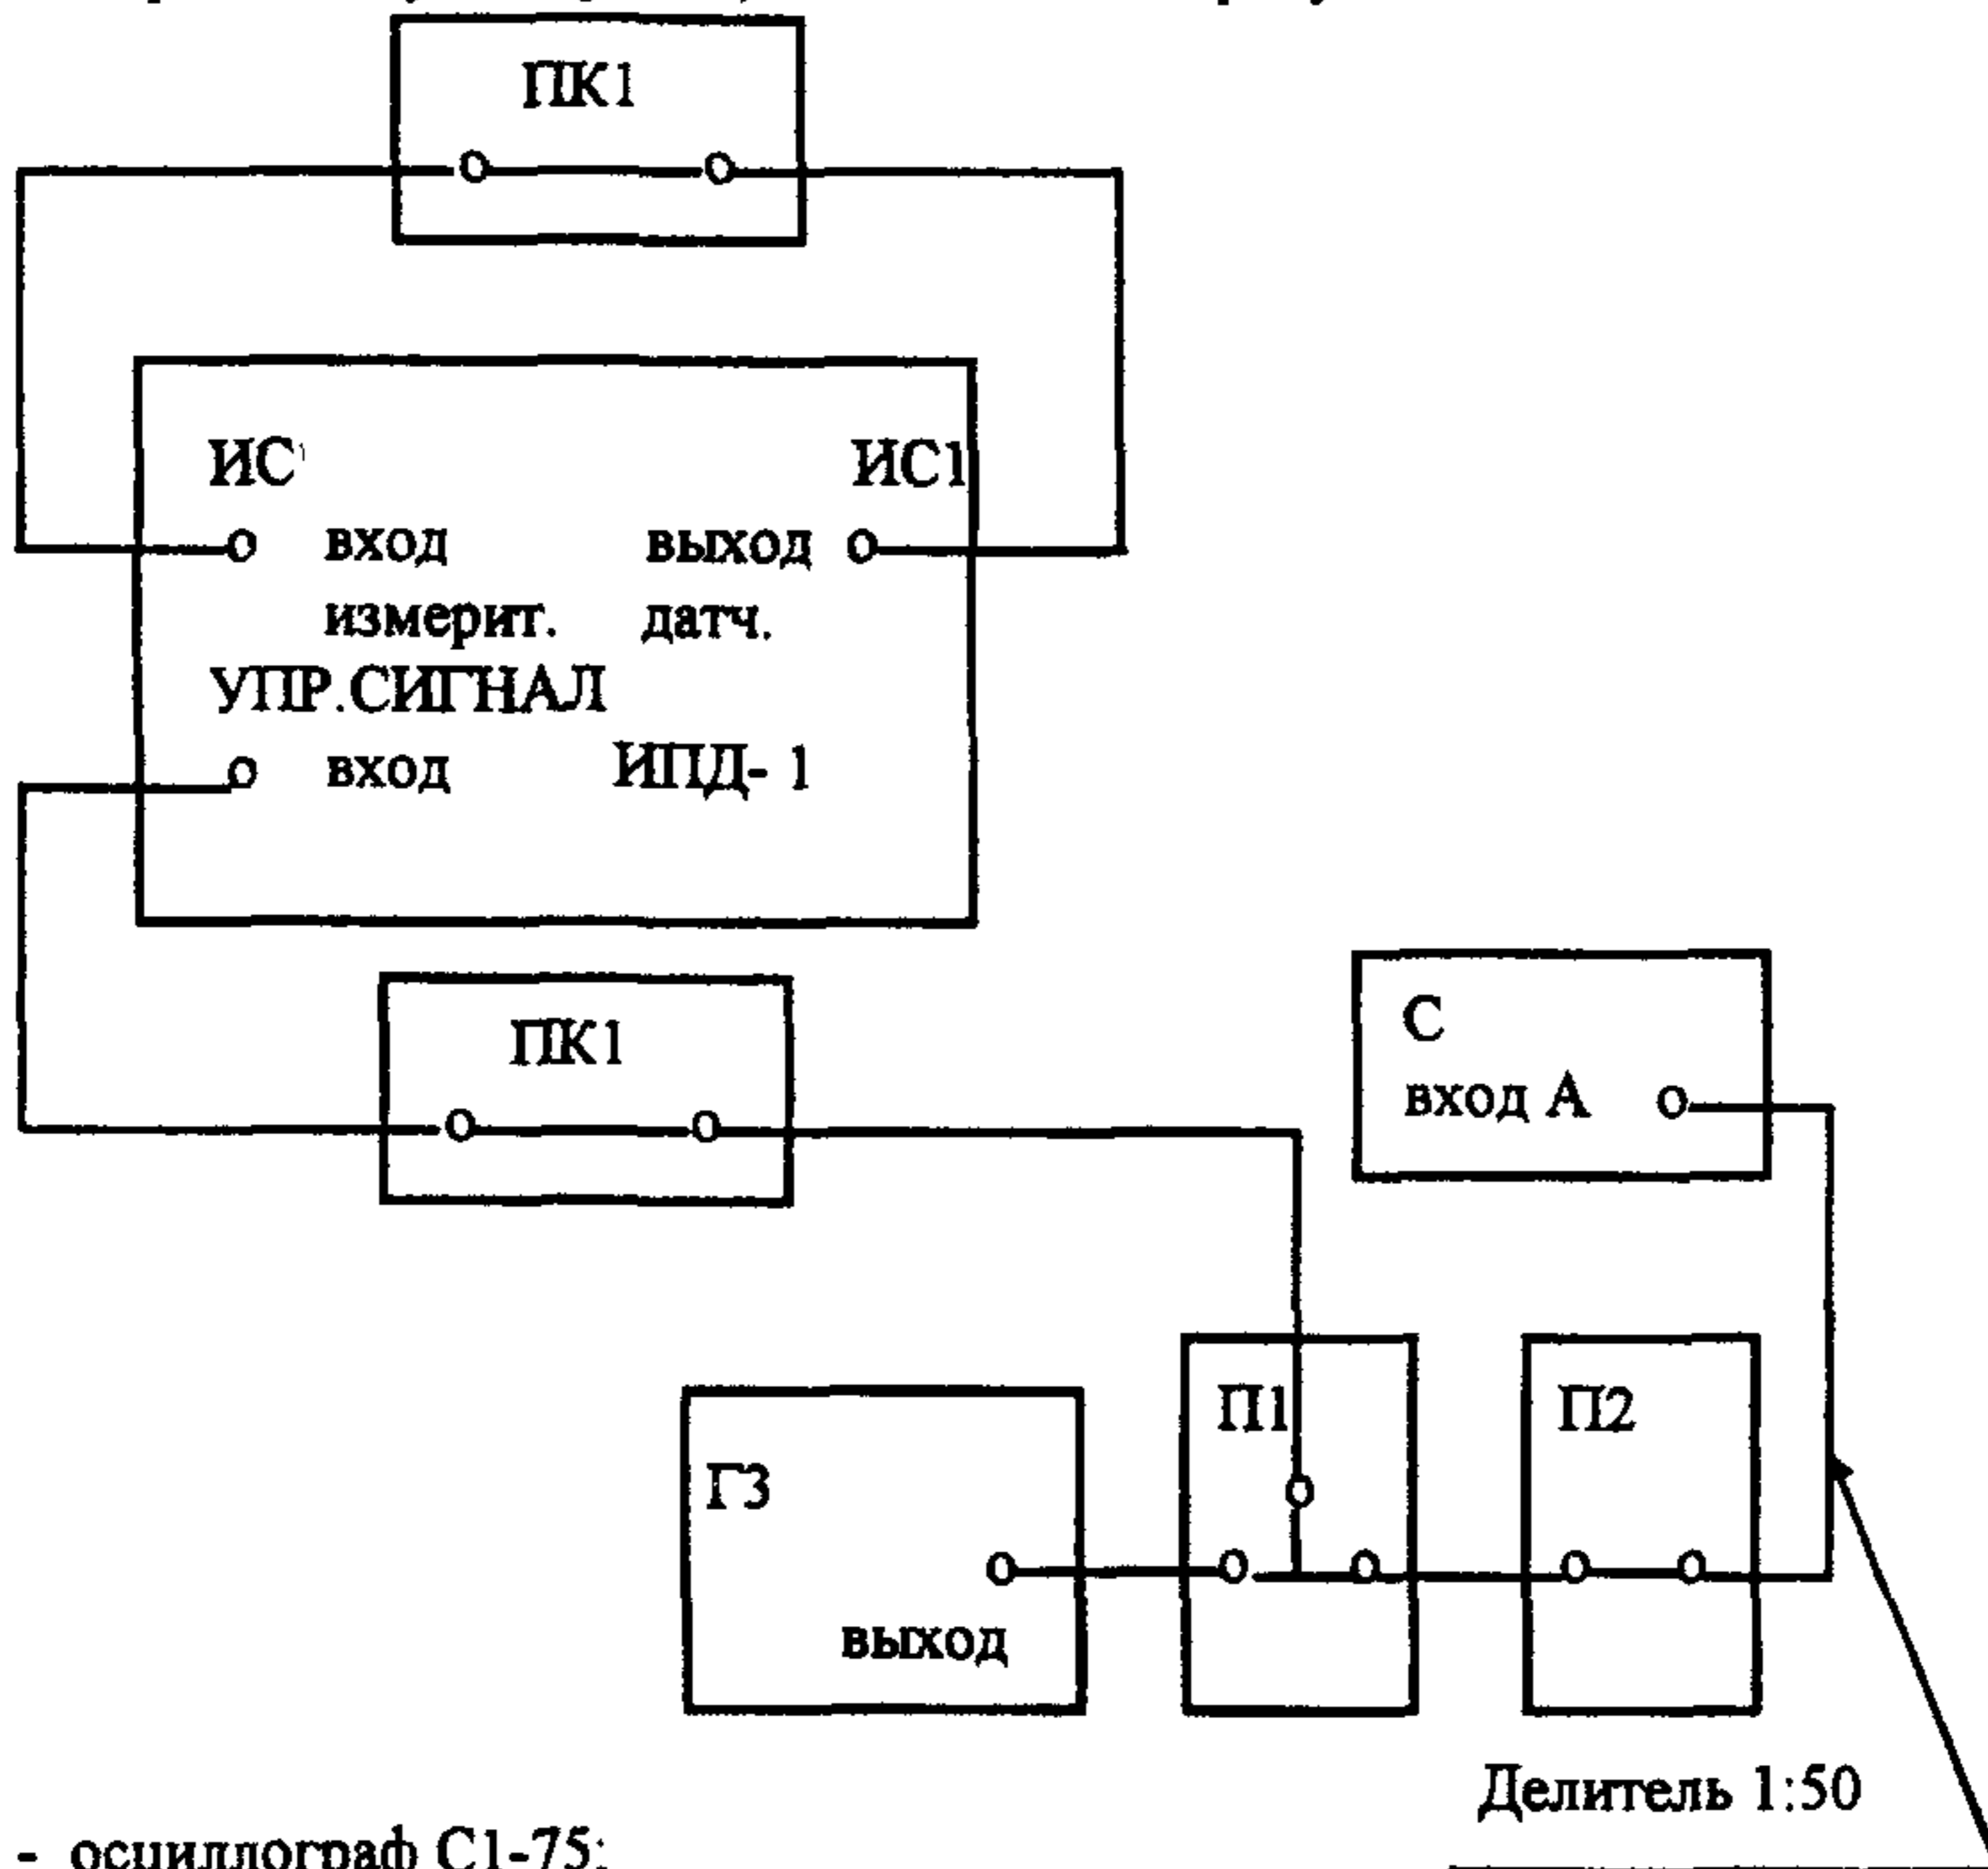 ПК1
ИС1 ИС1
вход выход
измерит. датч.
УПР.СИГНАЛ
вход ИПД- 1
ПК1
С
вход А
П1 П2
Г3
выход
Делитель 1:50
- осциллограф С1-75;